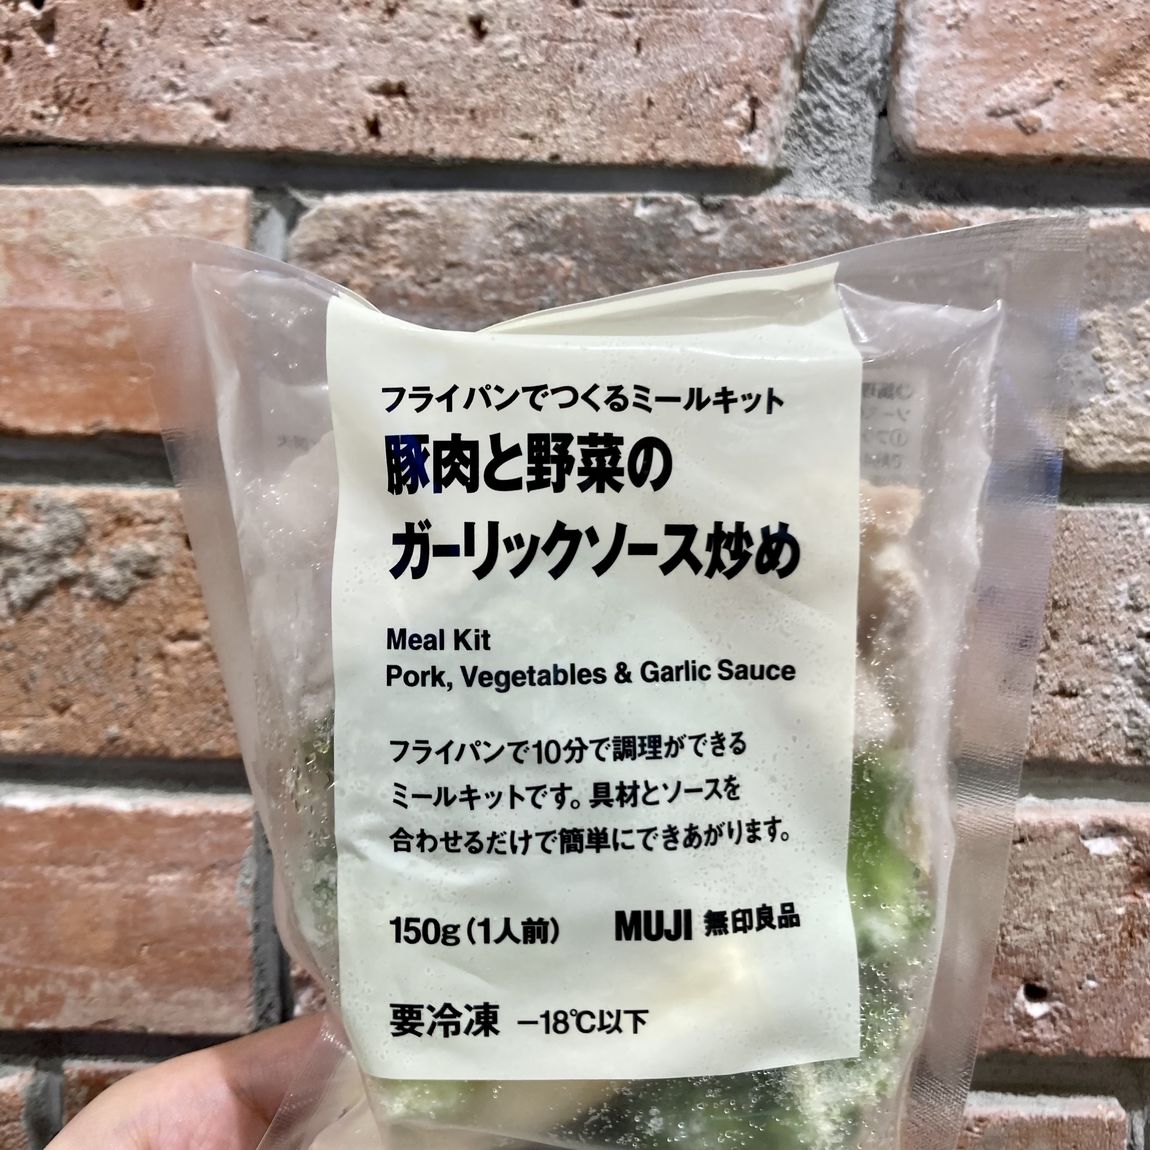 フライパンでつくるミールキット
豚肉と野菜の
ガーリックソース炒め
Meal Kit
Pork, Vegetables & Garlic Sauce
フライパンで10分で調理ができる
ミールキットです。具材とソースを
合わせるだけで簡単にできあがります。
150g（1人前） MUJI 無印良品
要冷凍 −18℃以下